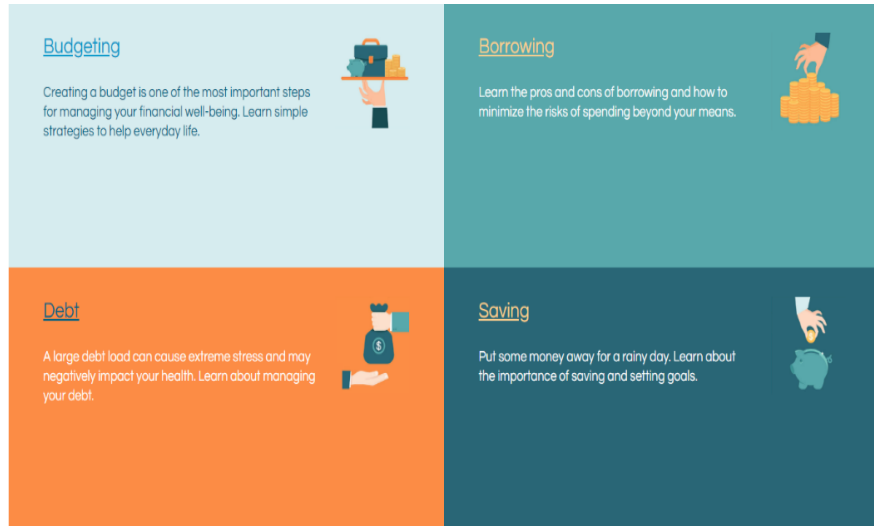 Budgeting
Creating a budget is one of the most important steps
for managing your financial well-being. Learn simple
strategies to help everyday life.
Borrowing
Learn the pros and cons of borrowing and how to
minimize the risks of spending beyond your means.
Debt
$
A large debt load can cause extreme stress and may
negatively impact your health. Learn about managing
your debt.
Saving
Put some money away for a rainy day. Learn about
the importance of saving and setting goals.